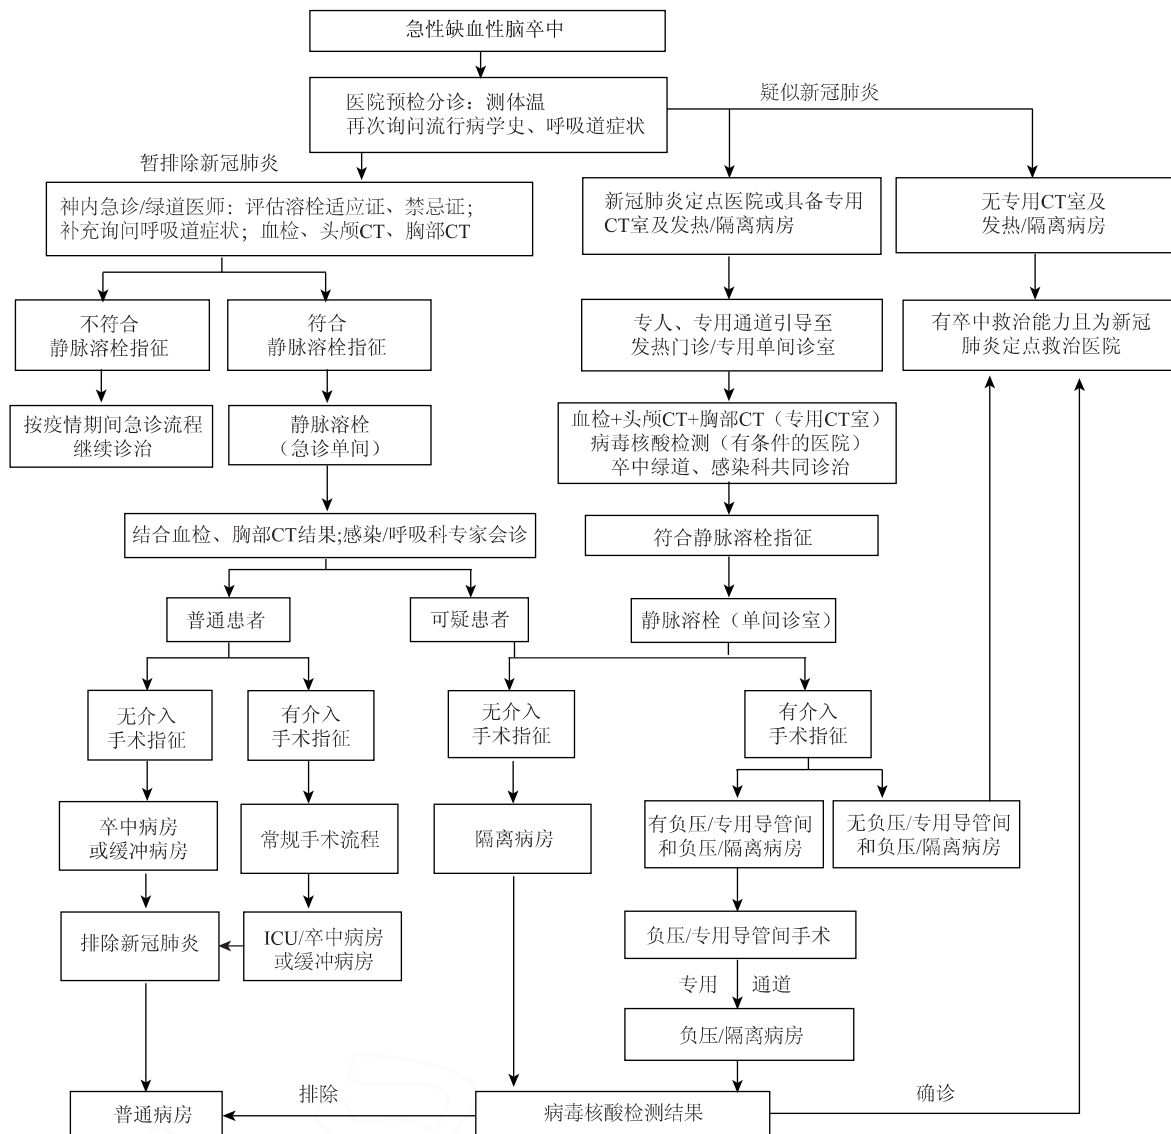 急性缺血性脑卒中
医院预检分诊：测体温
再次询问流行病学史、呼吸道症状
疑似新冠肺炎
暂排除新冠肺炎
神内急诊/绿道医师：评估溶栓适应证、禁忌证；
补充询问呼吸道症状；血检、头颅CT、胸部CT
新冠肺炎定点医院或具备专用
CT室及发热/隔离病房
无专用CT室及
发热/隔离病房
不符合
静脉溶栓指征
符合
静脉溶栓指征
专人、专用通道引导至
发热门诊/专用单间诊室
有卒中救治能力且为新冠
肺炎定点救治医院
按疫情期间急诊流程
继续诊治
静脉溶栓
（急诊单间）
血检+头颅CT+胸部CT（专用CT室）
病毒核酸检测（有条件的医院）
卒中绿道、感染科共同诊治
结合血检、胸部CT结果;感染/呼吸科专家会诊
符合静脉溶栓指征
普通患者
可疑患者
静脉溶栓（单间诊室）
无介入
手术指征
有介入
手术指征
无介入
手术指征
有介入
手术指征
卒中病房
或缓冲病房
常规手术流程
隔离病房
有负压/专用导管间
和负压/隔离病房
无负压/专用导管间
和负压/隔离病房
排除新冠肺炎
ICU/卒中病房
或缓冲病房
负压/专用导管间手术
专用 通道
负压/隔离病房
普通病房
排除
病毒核酸检测结果
确诊